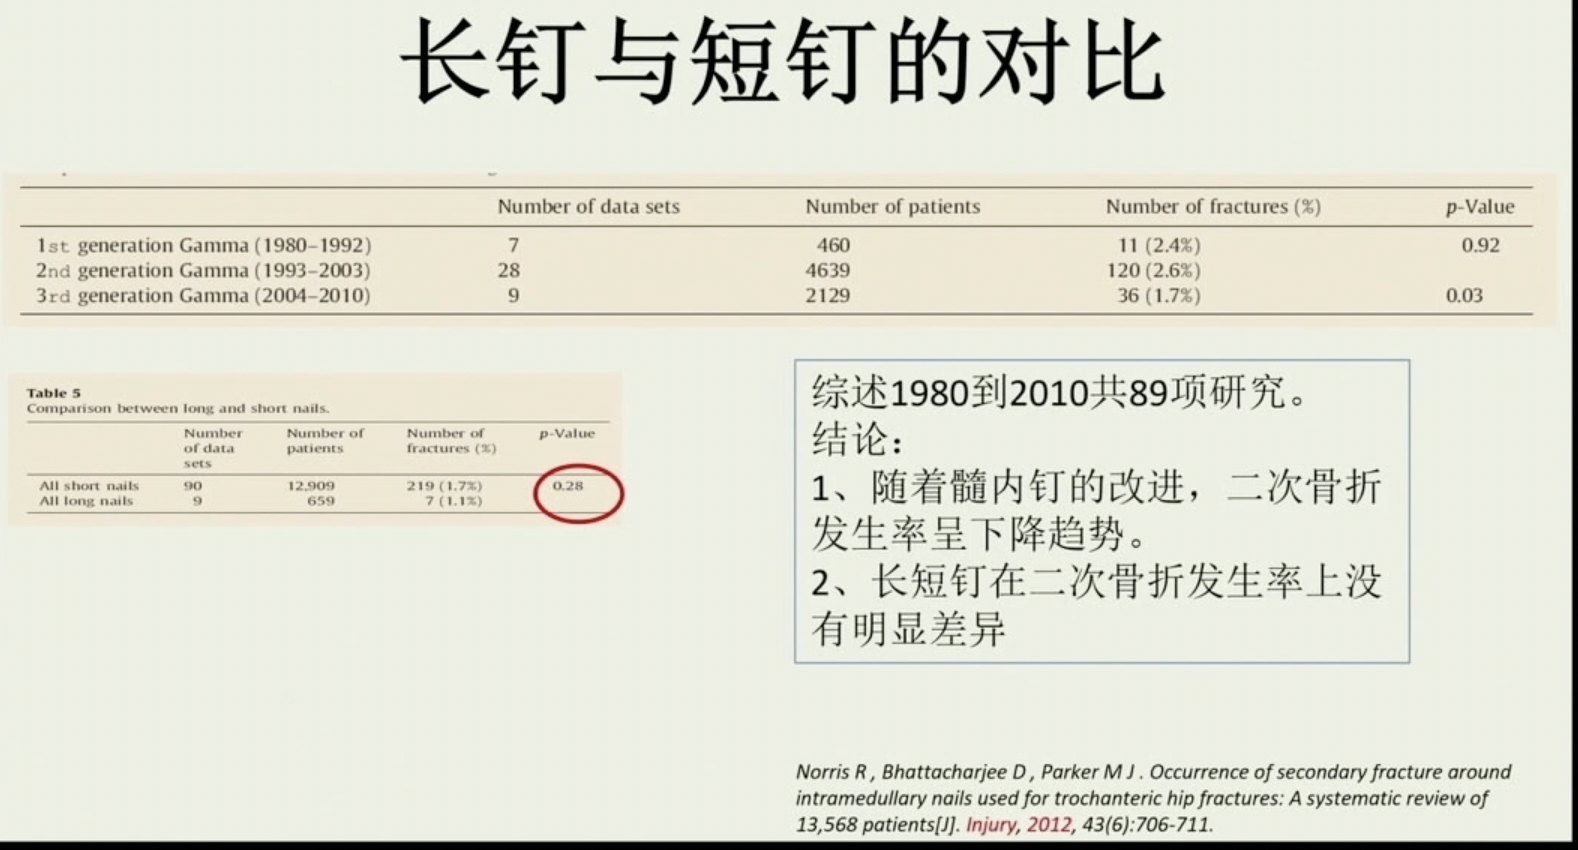 长钉与短钉的对比
Number of data sets Number of patients Number of fractures (%) p-Value
1st generation Gamma (1980–1992) 7 460 11 (2.4%) 0.92
2nd generation Gamma (1993–2003) 28 4639 120 (2.6%)
3rd generation Gamma (2004–2010) 9 2129 36 (1.7%) 0.03
Table 5
Comparison between long and short nails.
Number Number of Number of p-Value
of data patients fractures (%)
sets
All short nails 90 12,909 219 (1.7%) 0.28
All long nails 9 659 7 (1.1%)
综述1980到2010共89项研究。
结论：
1、随着髓内钉的改进，二次骨折
发生率呈下降趋势。
2、长短钉在二次骨折发生率上没
有明显差异
Norris R , Bhattacharjee D , Parker M J . Occurrence of secondary fracture around
intramedullary nails used for trochanteric hip fractures: A systematic review of
13,568 patients[J]. Injury, 2012, 43(6):706-711.